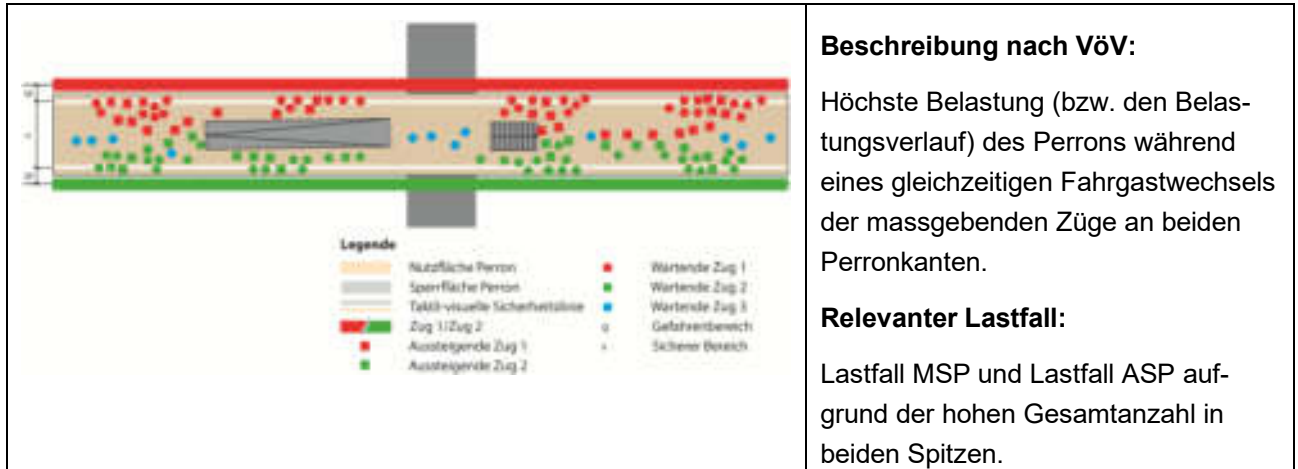 Legende
Nutzfläche Perron
Sperrfläche Perron
Taktil-visuelle Sicherheitslinie
Zug 1/Zug 2
Aussteigende Zug 1
Aussteigende Zug 2
Wartende Zug 1
Wartende Zug 2
Wartende Zug 3
Gefahrenbereich
Sicherer Bereich
Beschreibung nach VöV:
Höchste Belastung (bzw. den Belas-
tungsverlauf) des Perrons während
eines gleichzeitigen Fahrgastwechsels
der massgebenden Züge an beiden
Perronkanten.
Relevanter Lastfall:
Lastfall MSP und Lastfall ASP auf-
grund der hohen Gesamtanzahl in
beiden Spitzen.